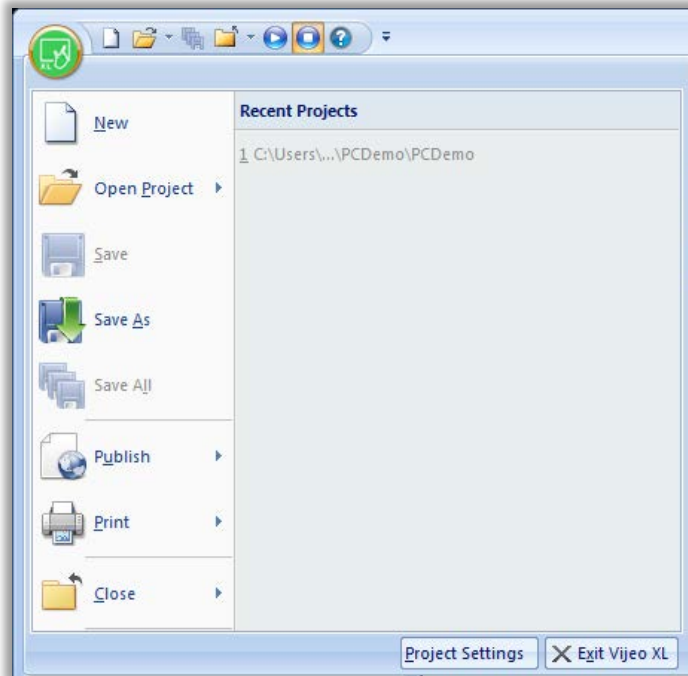 XL
New
Recent Projects
1 C:\Users\...\PCDemo\PCDemo
Open Project
Save
Save As
Save All
Publish
Print
Close
Project Settings
Exit Vijeo XL